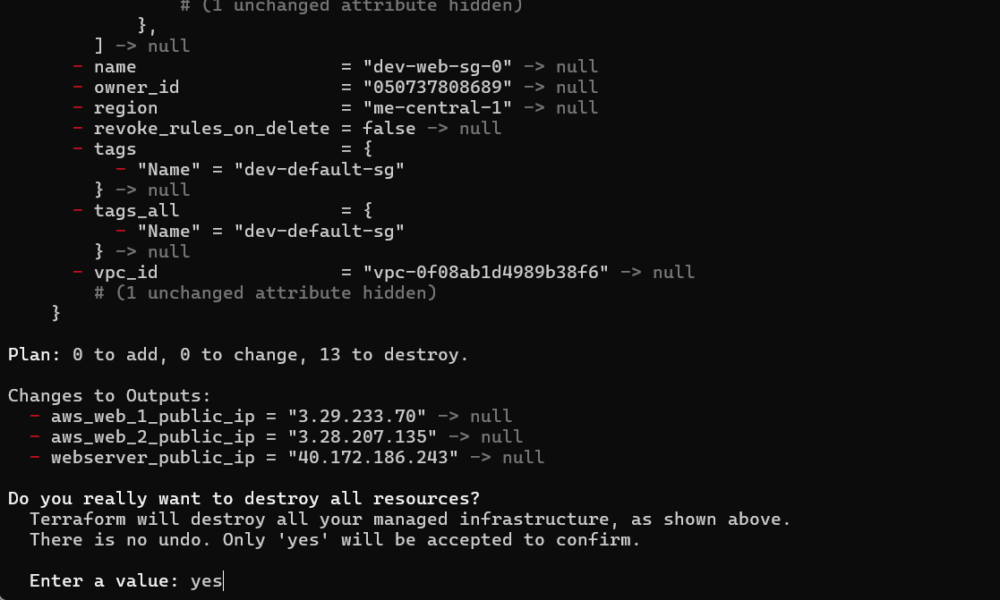 # (1 unchanged attribute hidden)
},
] -> null
- name = "dev-web-sg-0" -> null
- owner_id = "050737808689" -> null
- region = "me-central-1" -> null
- revoke_rules_on_delete = false -> null
- tags = {
- "Name" = "dev-default-sg"
} -> null
- tags_all = {
- "Name" = "dev-default-sg"
} -> null
- vpc_id = "vpc-0f08ab1d4989b38f6" -> null
# (1 unchanged attribute hidden)
}
Plan: 0 to add, 0 to change, 13 to destroy.
Changes to Outputs:
- aws_web_1_public_ip = "3.29.233.70" -> null
- aws_web_2_public_ip = "3.28.207.135" -> null
- webserver_public_ip = "40.172.186.243" -> null
Do you really want to destroy all resources?
Terraform will destroy all your managed infrastructure, as shown above.
There is no undo. Only 'yes' will be accepted to confirm.
Enter a value: yes